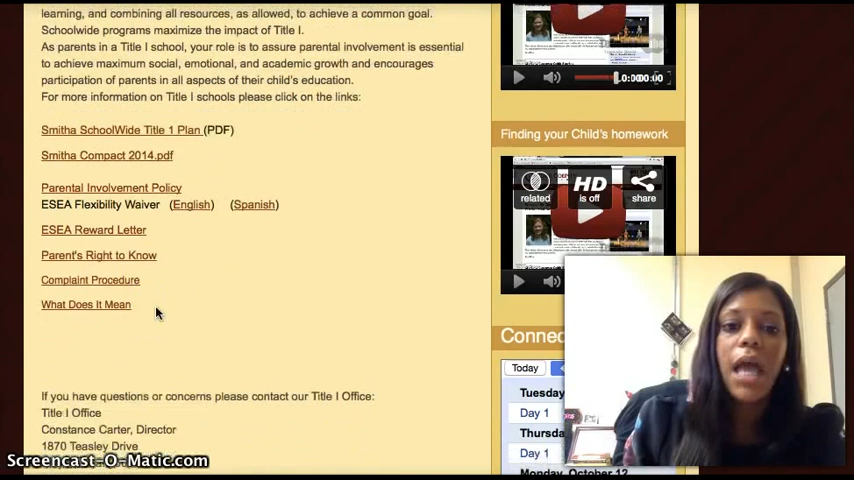 learning, and combining all resources, as allowed, to achieve a common goal.
Schoolwide programs maximize the impact of Title I.
As parents in a Title I school, your role is to assure parental involvement is essential
to achieve maximum social, emotional, and academic growth and encourages
participation of parents in all aspects of their child's education.
For more information on Title I schools please click on the links:
Smitha SchoolWide Title 1 Plan (PDF)
Smitha Compact 2014.pdf
Parental Involvement Policy
ESEA Flexibility Waiver (English) (Spanish)
ESEA Reward Letter
Parent's Right to Know
Complaint Procedure
What Does It Mean
If you have questions or concerns please contact our Title I Office:
Title I Office
Constance Carter, Director
1870 Teasley Drive
Screencast-O-Matic.com
Finding your Child's homework
related
HD
is off
share
Connec
Today
Tuesday
Day 1
Thursda
Day 1
Monday, October 12